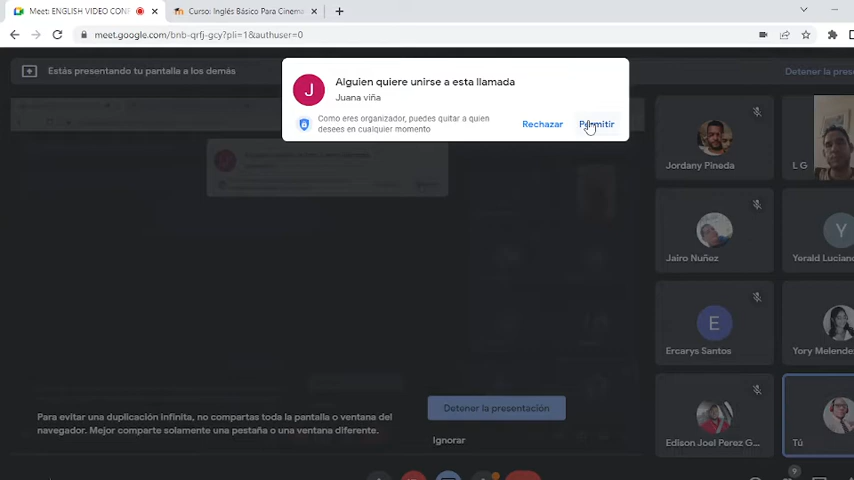 Meet: ENGLISH VIDEO CONF
Curso: Inglés Básico Para Cinema
meet.google.com/bnb-qrfj-gcy?pli=1&authuser=0
Estás presentando tu pantalla a los demás
Detener la prese
J
Alguien quiere unirse a esta llamada
Juana viña
Como eres organizador, puedes quitar a quien
desees en cualquier momento
Rechazar
Permitir
Jordany Pineda
L G
Jairo Nuñez
Y
Yerald Luciano
E
Ercarys Santos
Yory Melende
Para evitar una duplicación infinita, no compartas toda la pantalla o ventana del
navegador. Mejor comparte solamente una pestaña o una ventana diferente.
Detener la presentación
Ignorar
Edison Joel Perez G...
Tú
9